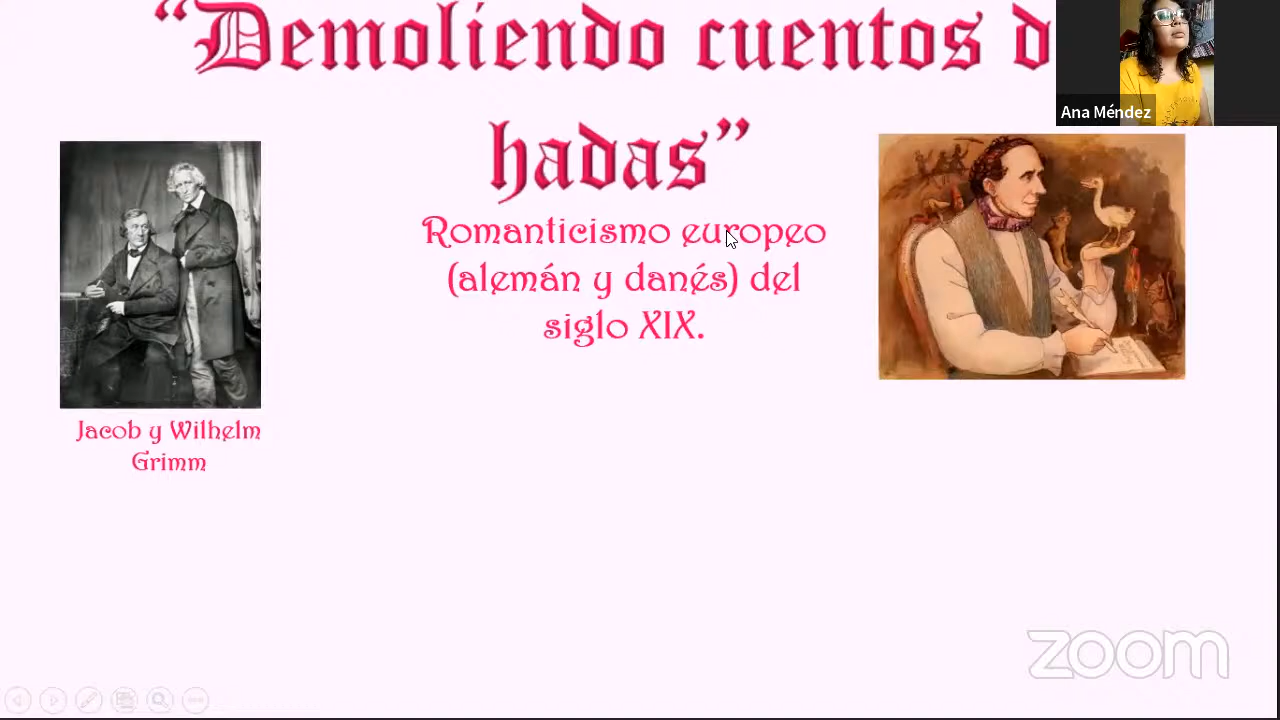 “Demoliendo cuentos d
hadas”
Ana Méndez
Romanticismo europeo
(alemán y danés) del
siglo XIX.
Jacob y Wilhelm
Grimm
zoom